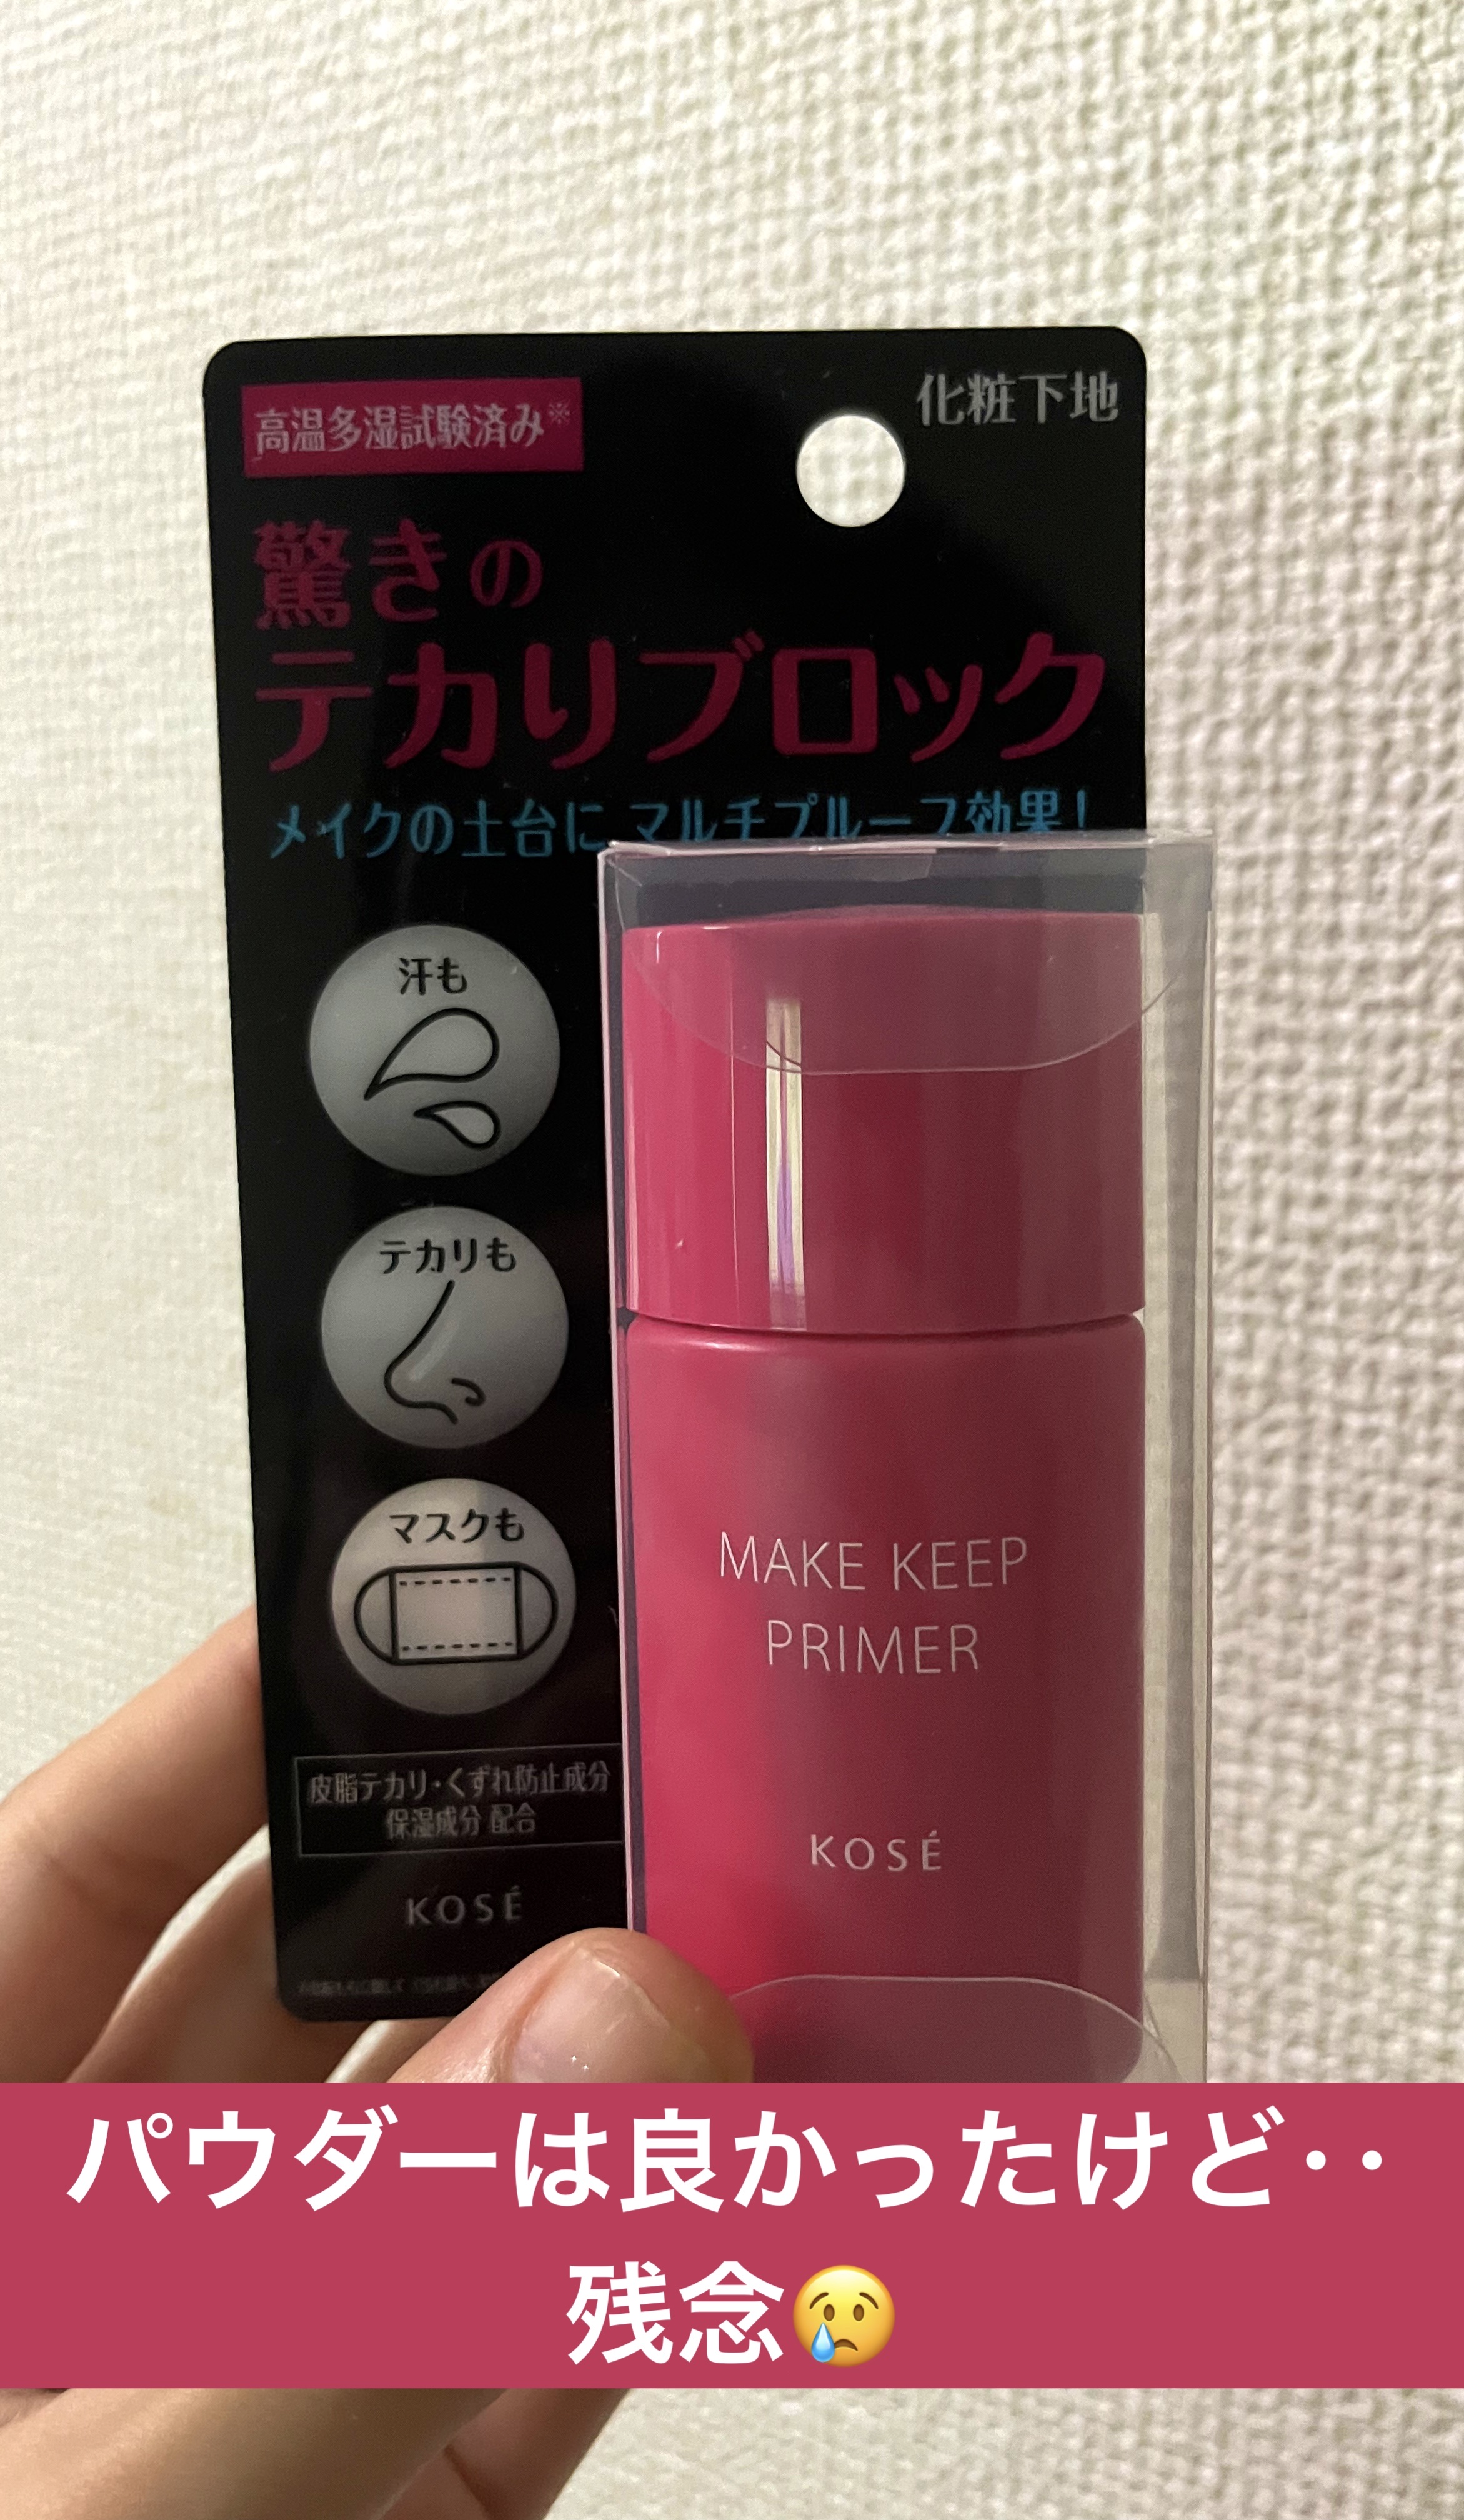 高温多湿試験済み※
化粧下地
驚きの
テカリブロック
メイクの土台に マルチプルーフ効果!
汗も
テカリも
マスクも
皮脂テカリ・くずれ防止成分
保湿成分 配合
KOSÉ
MAKE KEEP
PRIMER
KOSÉ
パウダーは良かったけど‥
残念😢